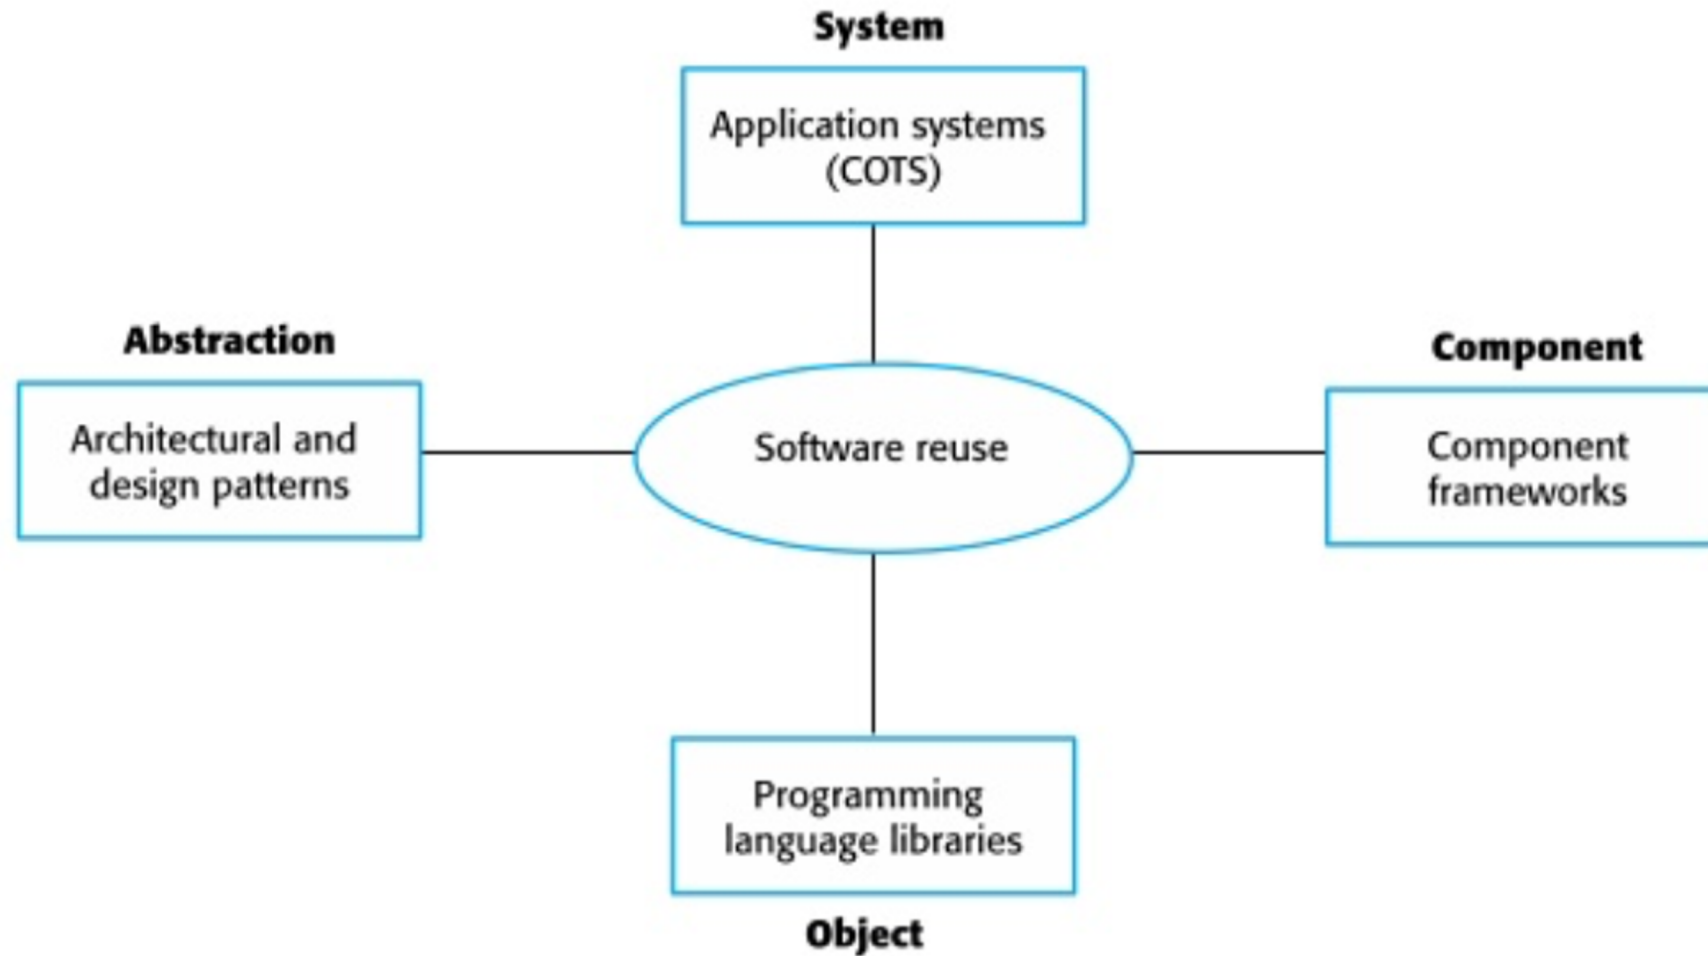 System
Application systems
(COTS)
Abstraction
Architectural and
design patterns
Software reuse
Component
Component
frameworks
Programming
language libraries
Object